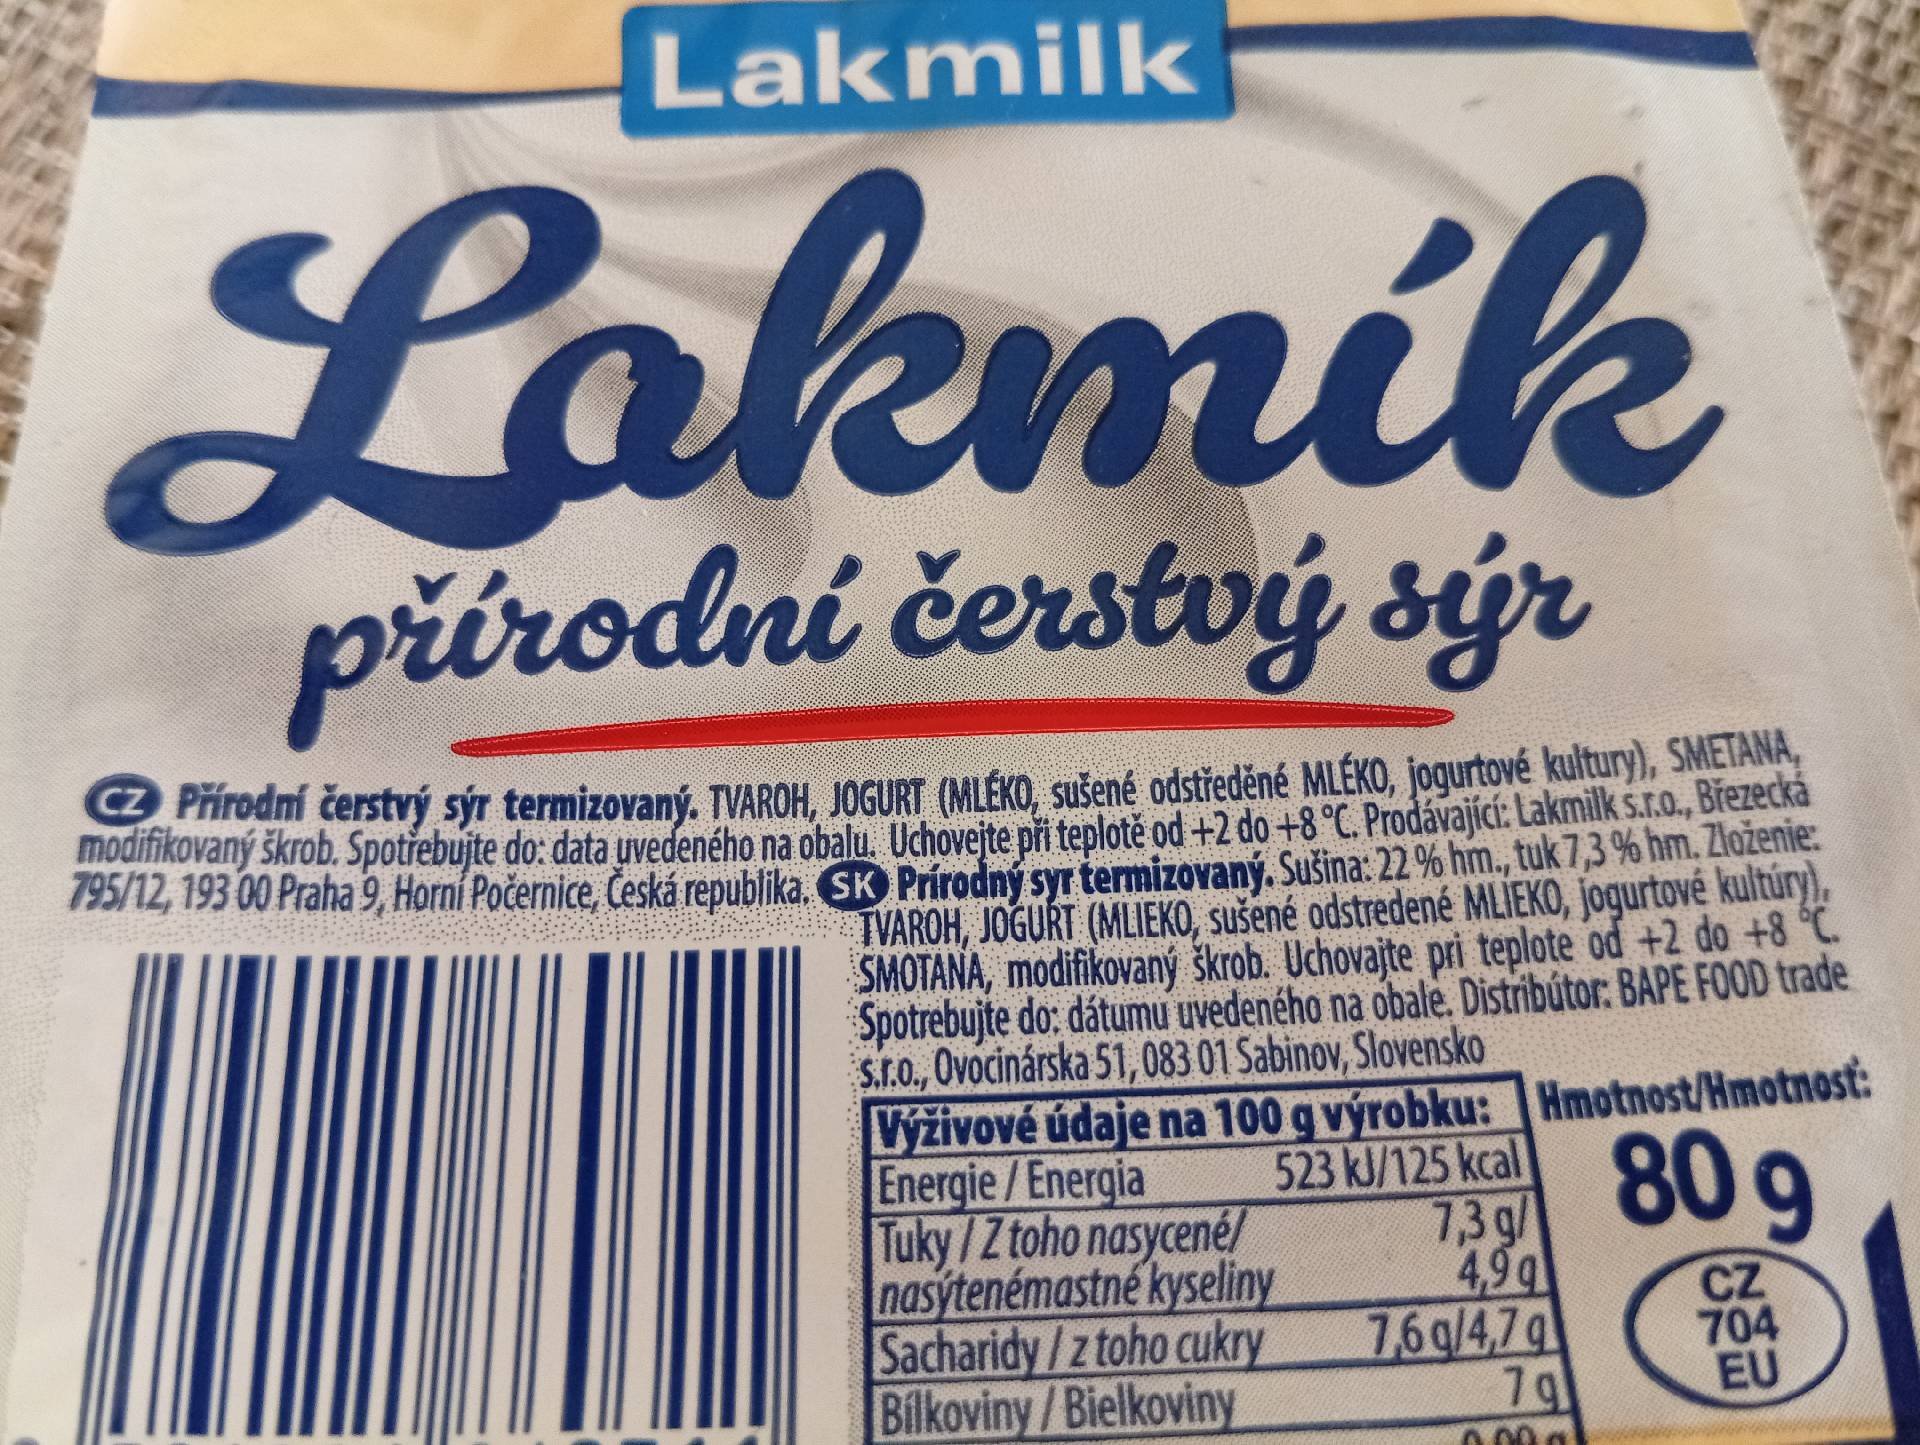 Lakmilk
Lakmík
přírodní čerstvý sýr
CZ Přírodní čerstvý sýr termizovaný. TVAROH, JOGURT (MLÉKO, sušené odstředěné MLÉKO, jogurtové kultury), SMETANA,
modifikovaný škrob. Spotřebujte do: data uvedeného na obalu. Uchovejte při teplotě od +2 do +8 °C. Prodávající: Lakmilk s.r.o., Březecká
795/12, 193 00 Praha 9, Horní Počernice, Česká republika. SK Prírodný syr termizovaný. Sušina: 22 % hm., tuk 7,3 % hm. Zloženie:
TVAROH, JOGURT (MLIEKO, sušené odstredené MLIEKO, jogurtové kultúry),
SMOTANA, modifikovaný škrob. Uchovajte pri teplote od +2 do +8 °C.
Spotrebujte do: dátumu uvedeného na obale. Distribútor: BAPE FOOD trade
s.r.o., Ovocinárska 51, 083 01 Sabinov, Slovensko
Výživové údaje na 100 g výrobku:
Energie / Energia 523 kJ/125 kcal
Tuky / Z toho nasycené/ 7,3 g/
nasýtenémastné kyseliny 4,9 g
Sacharidy / z toho cukry 7,6 g/4,7 g
Bílkoviny / Bielkoviny 7 g
Hmotnost/Hmotnosť:
80 g
CZ
704
EU